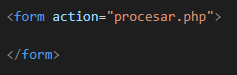 <form action="procesar.php">
</form>